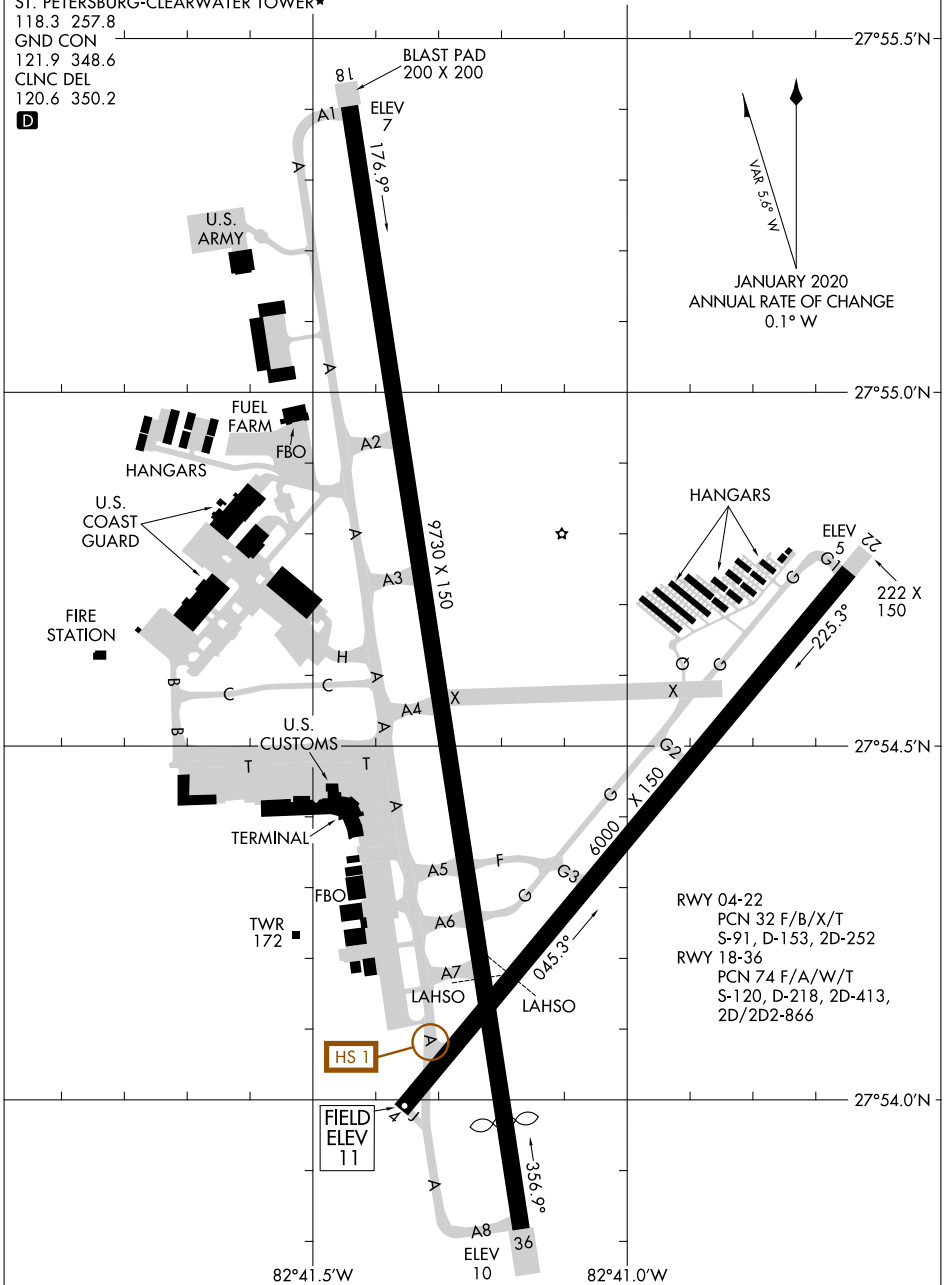 ST. PETERSBURG-CLEARWATER TOWER★
118.3 257.8
GND CON
121.9 348.6
CLNC DEL
120.6 350.2
D
27°55.5'N
BLAST PAD
200 X 200
18
ELEV
7
A1
176.9°
A
VAR 5.6° W
U.S.
ARMY
JANUARY 2020
ANNUAL RATE OF CHANGE
0.1° W
A
27°55.0'N
FUEL
FARM
FBO
A2
HANGARS
U.S.
COAST
GUARD
A
9730 X 150
HANGARS
ELEV
5
22
G1
G
222 X
150
A3
225.3°
FIRE
STATION
H
Q
G
B
C
C
A
X
X
A4
B
U.S.
CUSTOMS
A
G2
27°54.5'N
T
T
A
G
6000 X 150
TERMINAL
A5
F
G3
FBO
G
A6
TWR
172
RWY 04-22
PCN 32 F/B/X/T
S-91, D-153, 2D-252
RWY 18-36
PCN 74 F/A/W/T
S-120, D-218, 2D-413,
2D/2D2-866
045.3°
A7
LAHSO
LAHSO
A
HS 1
27°54.0'N
FIELD
ELEV
11
4
J
A
356.9°
A8
36
ELEV
10
82°41.5'W
82°41.0'W